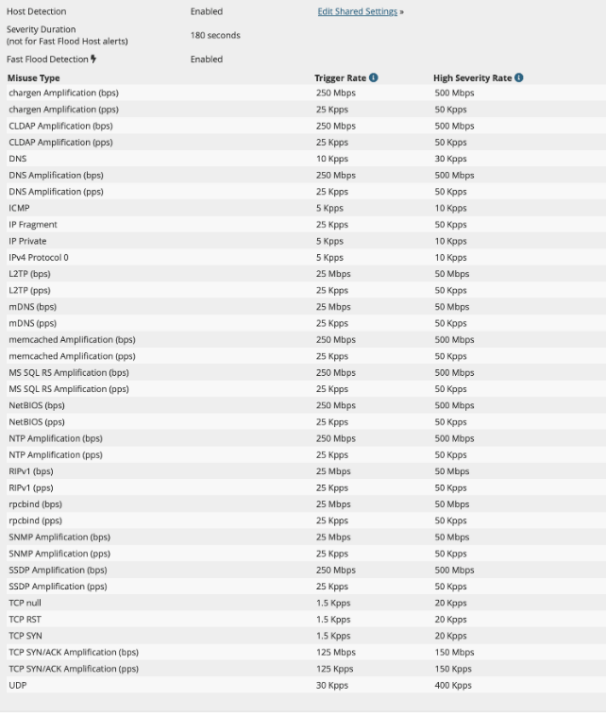 Host Detection Enabled Edit Shared Settings »
Severity Duration
(not for Fast Flood Host alerts) 180 seconds
Fast Flood Detection Enabled
Misuse Type Trigger Rate High Severity Rate
chargen Amplification (bps) 250 Mbps 500 Mbps
chargen Amplification (pps) 25 Kpps 50 Kpps
CLDAP Amplification (bps) 250 Mbps 500 Mbps
CLDAP Amplification (pps) 25 Kpps 50 Kpps
DNS 10 Kpps 30 Kpps
DNS Amplification (bps) 250 Mbps 500 Mbps
DNS Amplification (pps) 25 Kpps 50 Kpps
ICMP 5 Kpps 10 Kpps
IP Fragment 25 Kpps 50 Kpps
IP Private 5 Kpps 10 Kpps
IPv4 Protocol 0 5 Kpps 10 Kpps
L2TP (bps) 25 Mbps 50 Mbps
L2TP (pps) 25 Kpps 50 Kpps
mDNS (bps) 25 Mbps 50 Mbps
mDNS (pps) 25 Kpps 50 Kpps
memcached Amplification (bps) 250 Mbps 500 Mbps
memcached Amplification (pps) 25 Kpps 50 Kpps
MS SQL RS Amplification (bps) 250 Mbps 500 Mbps
MS SQL RS Amplification (pps) 25 Kpps 50 Kpps
NetBIOS (bps) 250 Mbps 500 Mbps
NetBIOS (pps) 25 Kpps 50 Kpps
NTP Amplification (bps) 250 Mbps 500 Mbps
NTP Amplification (pps) 25 Kpps 50 Kpps
RIPv1 (bps) 25 Mbps 50 Mbps
RIPv1 (pps) 25 Kpps 50 Kpps
rpcbind (bps) 25 Mbps 50 Mbps
rpcbind (pps) 25 Kpps 50 Kpps
SNMP Amplification (bps) 25 Mbps 50 Mbps
SNMP Amplification (pps) 25 Kpps 50 Kpps
SSDP Amplification (bps) 250 Mbps 500 Mbps
SSDP Amplification (pps) 25 Kpps 50 Kpps
TCP null 1.5 Kpps 20 Kpps
TCP RST 1.5 Kpps 20 Kpps
TCP SYN 1.5 Kpps 20 Kpps
TCP SYN/ACK Amplification (bps) 125 Mbps 150 Mbps
TCP SYN/ACK Amplification (pps) 125 Kpps 150 Kpps
UDP 30 Kpps 400 Kpps